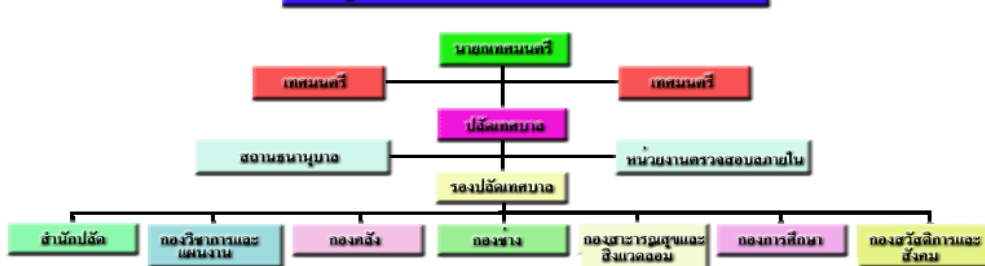 นายกเทศมนตรี
เทศมนตรี เทศมนตรี
ปลัดเทศบาล
สถานธนานุบาล หน่วยงานตรวจสอบภายใน
รองปลัดเทศบาล
สำนักปลัด กองวิชาการและ กองคลัง กองช่าง กองสาธารณสุขและ กองการศึกษา กองสวัสดิการและ
แผนงาน สิ่งแวดล้อม สังคม